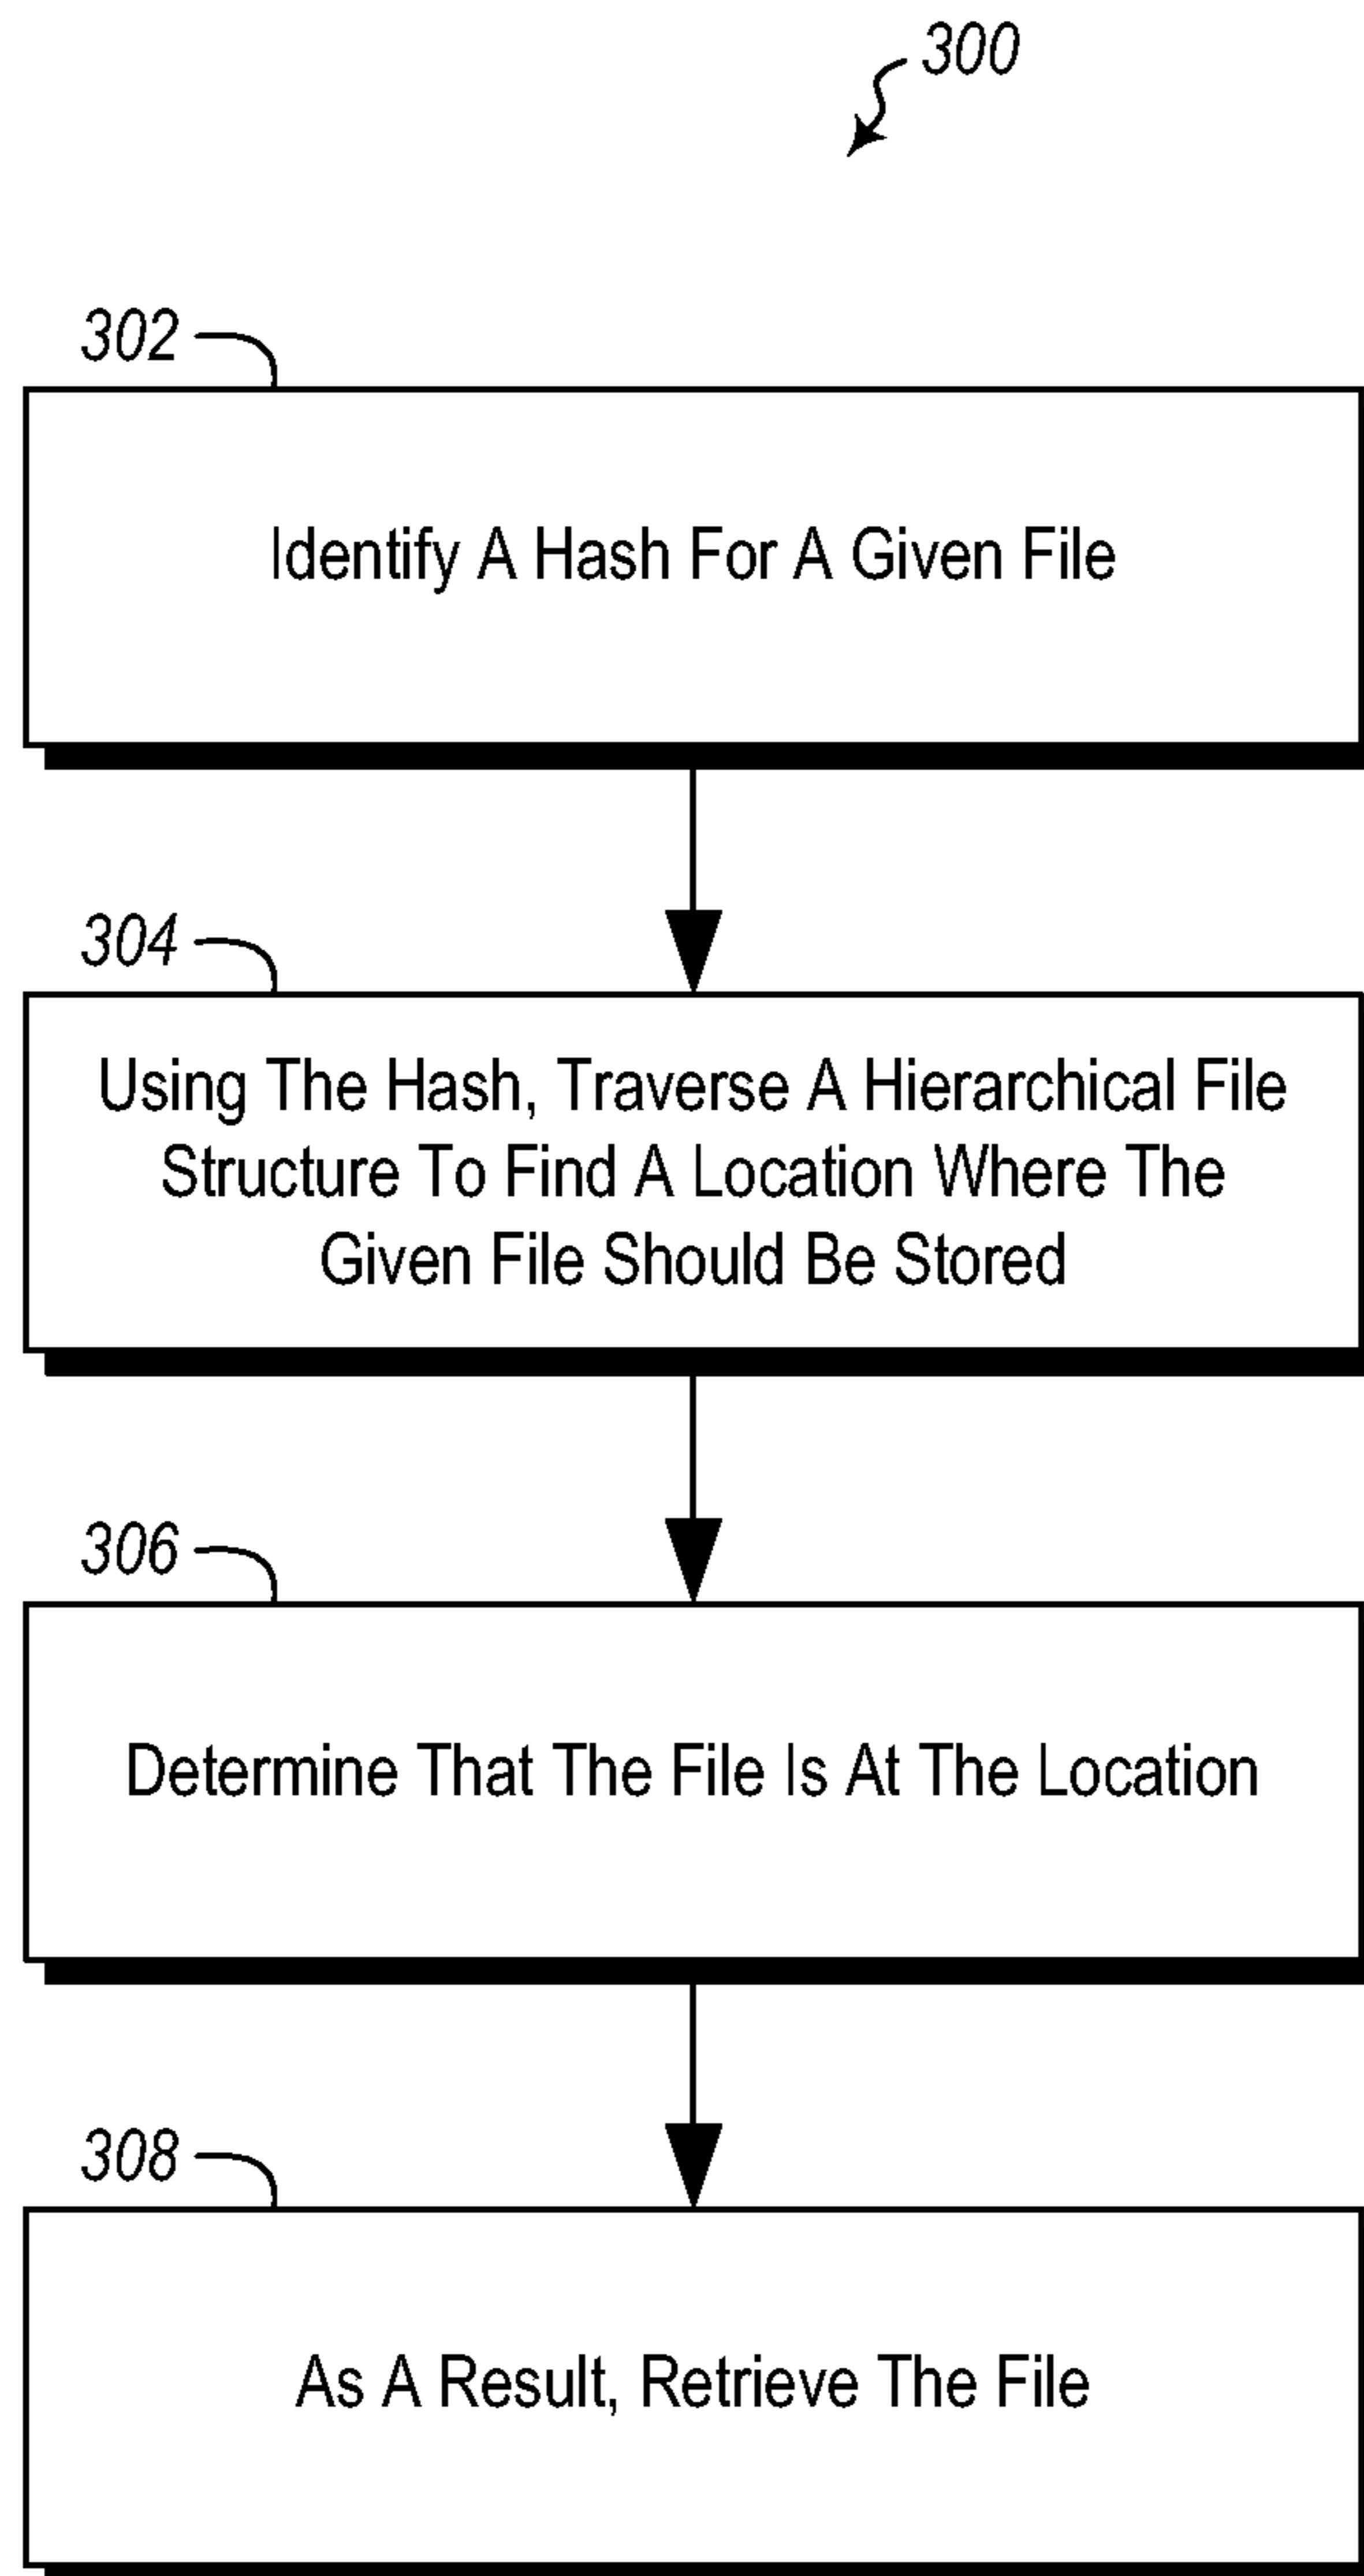 300
302
Identify A Hash For A Given File
304
Using The Hash, Traverse A Hierarchical File
Structure To Find A Location Where The
Given File Should Be Stored
306
Determine That The File Is At The Location
308
As A Result, Retrieve The File